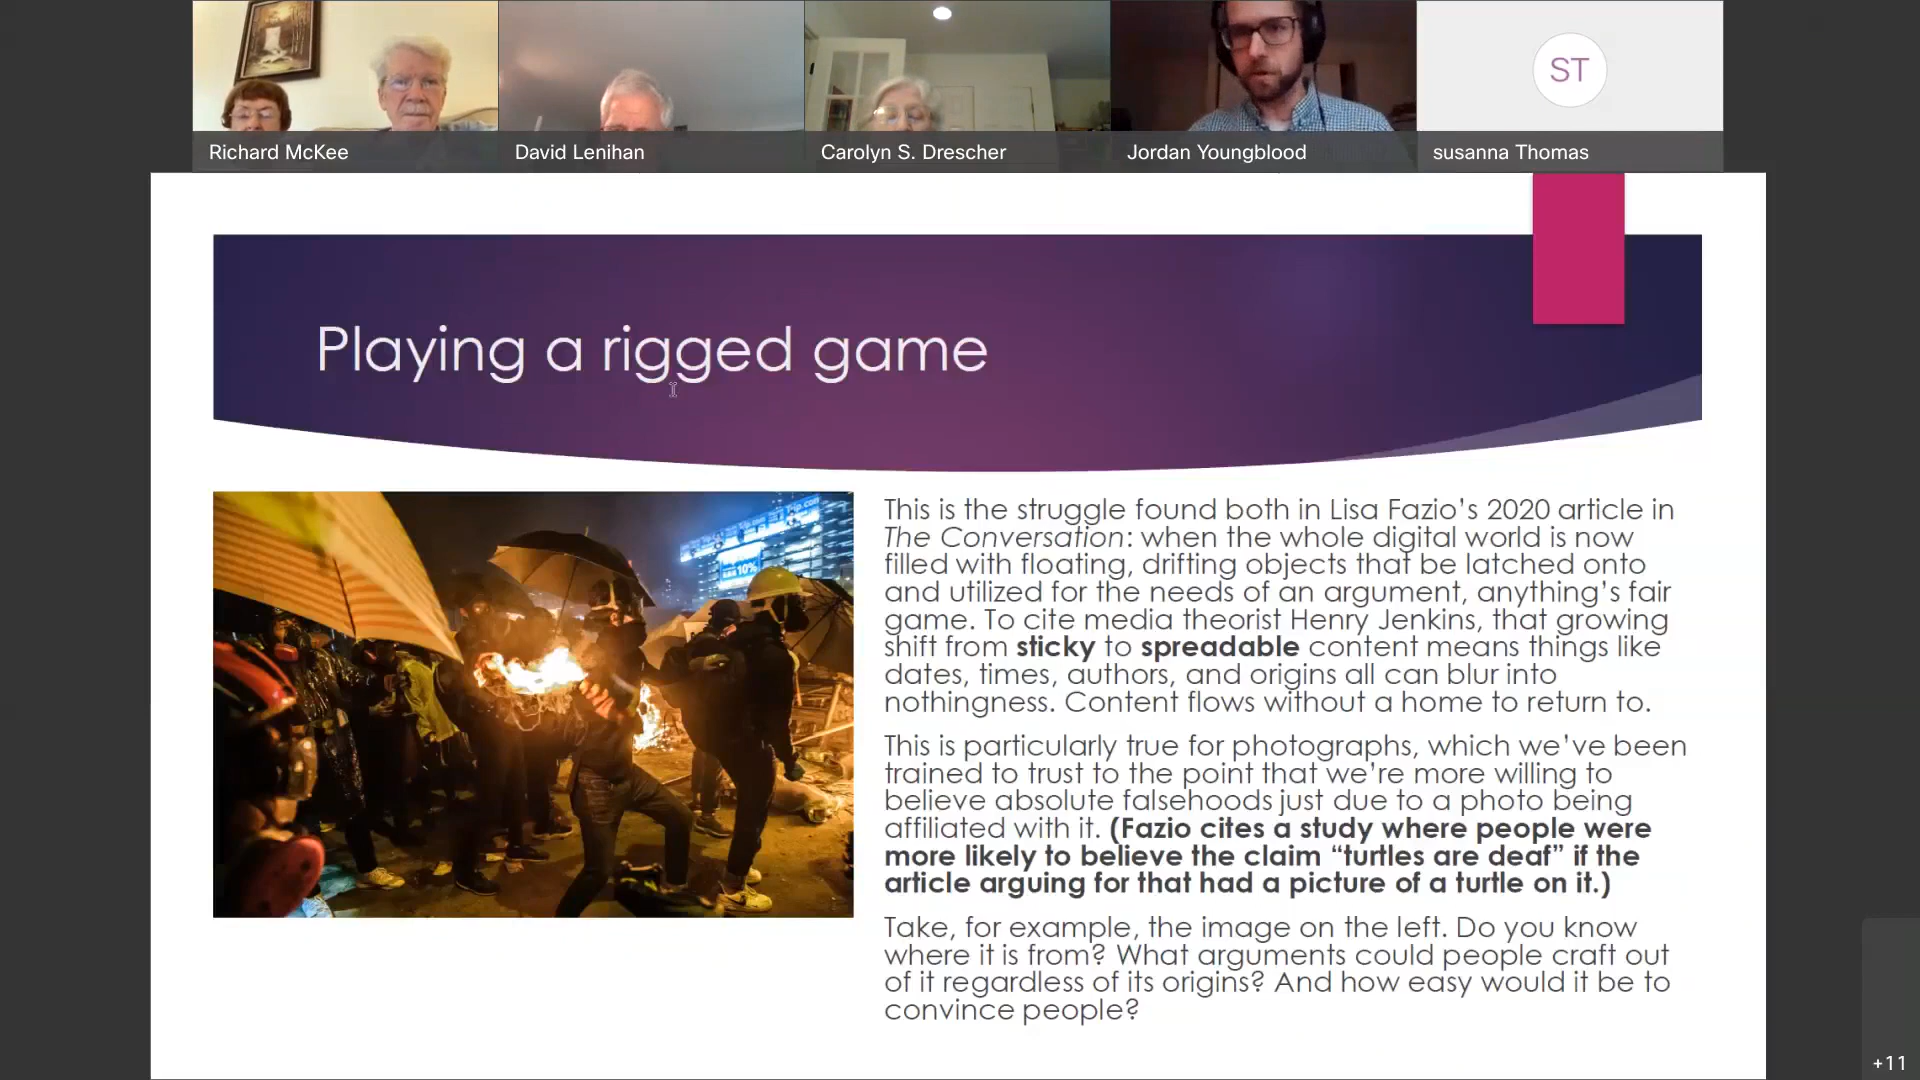 ST
Richard McKee
David Lenihan
Carolyn S. Drescher
Jordan Youngblood
susanna Thomas
Playing a rigged game
Trip.com
10%
This is the struggle found both in Lisa Fazio’s 2020 article in
The Conversation: when the whole digital world is now
filled with floating, drifting objects that be latched onto
and utilized for the needs of an argument, anything’s fair
game. To cite media theorist Henry Jenkins, that growing
shift from sticky to spreadable content means things like
dates, times, authors, and origins all can blur into
nothingness. Content flows without a home to return to.
This is particularly true for photographs, which we’ve been
trained to trust to the point that we’re more willing to
believe absolute falsehoods just due to a photo being
affiliated with it. (Fazio cites a study where people were
more likely to believe the claim “turtles are deaf” if the
article arguing for that had a picture of a turtle on it.)
Take, for example, the image on the left. Do you know
where it is from? What arguments could people craft out
of it regardless of its origins? And how easy would it be to
convince people?
+11